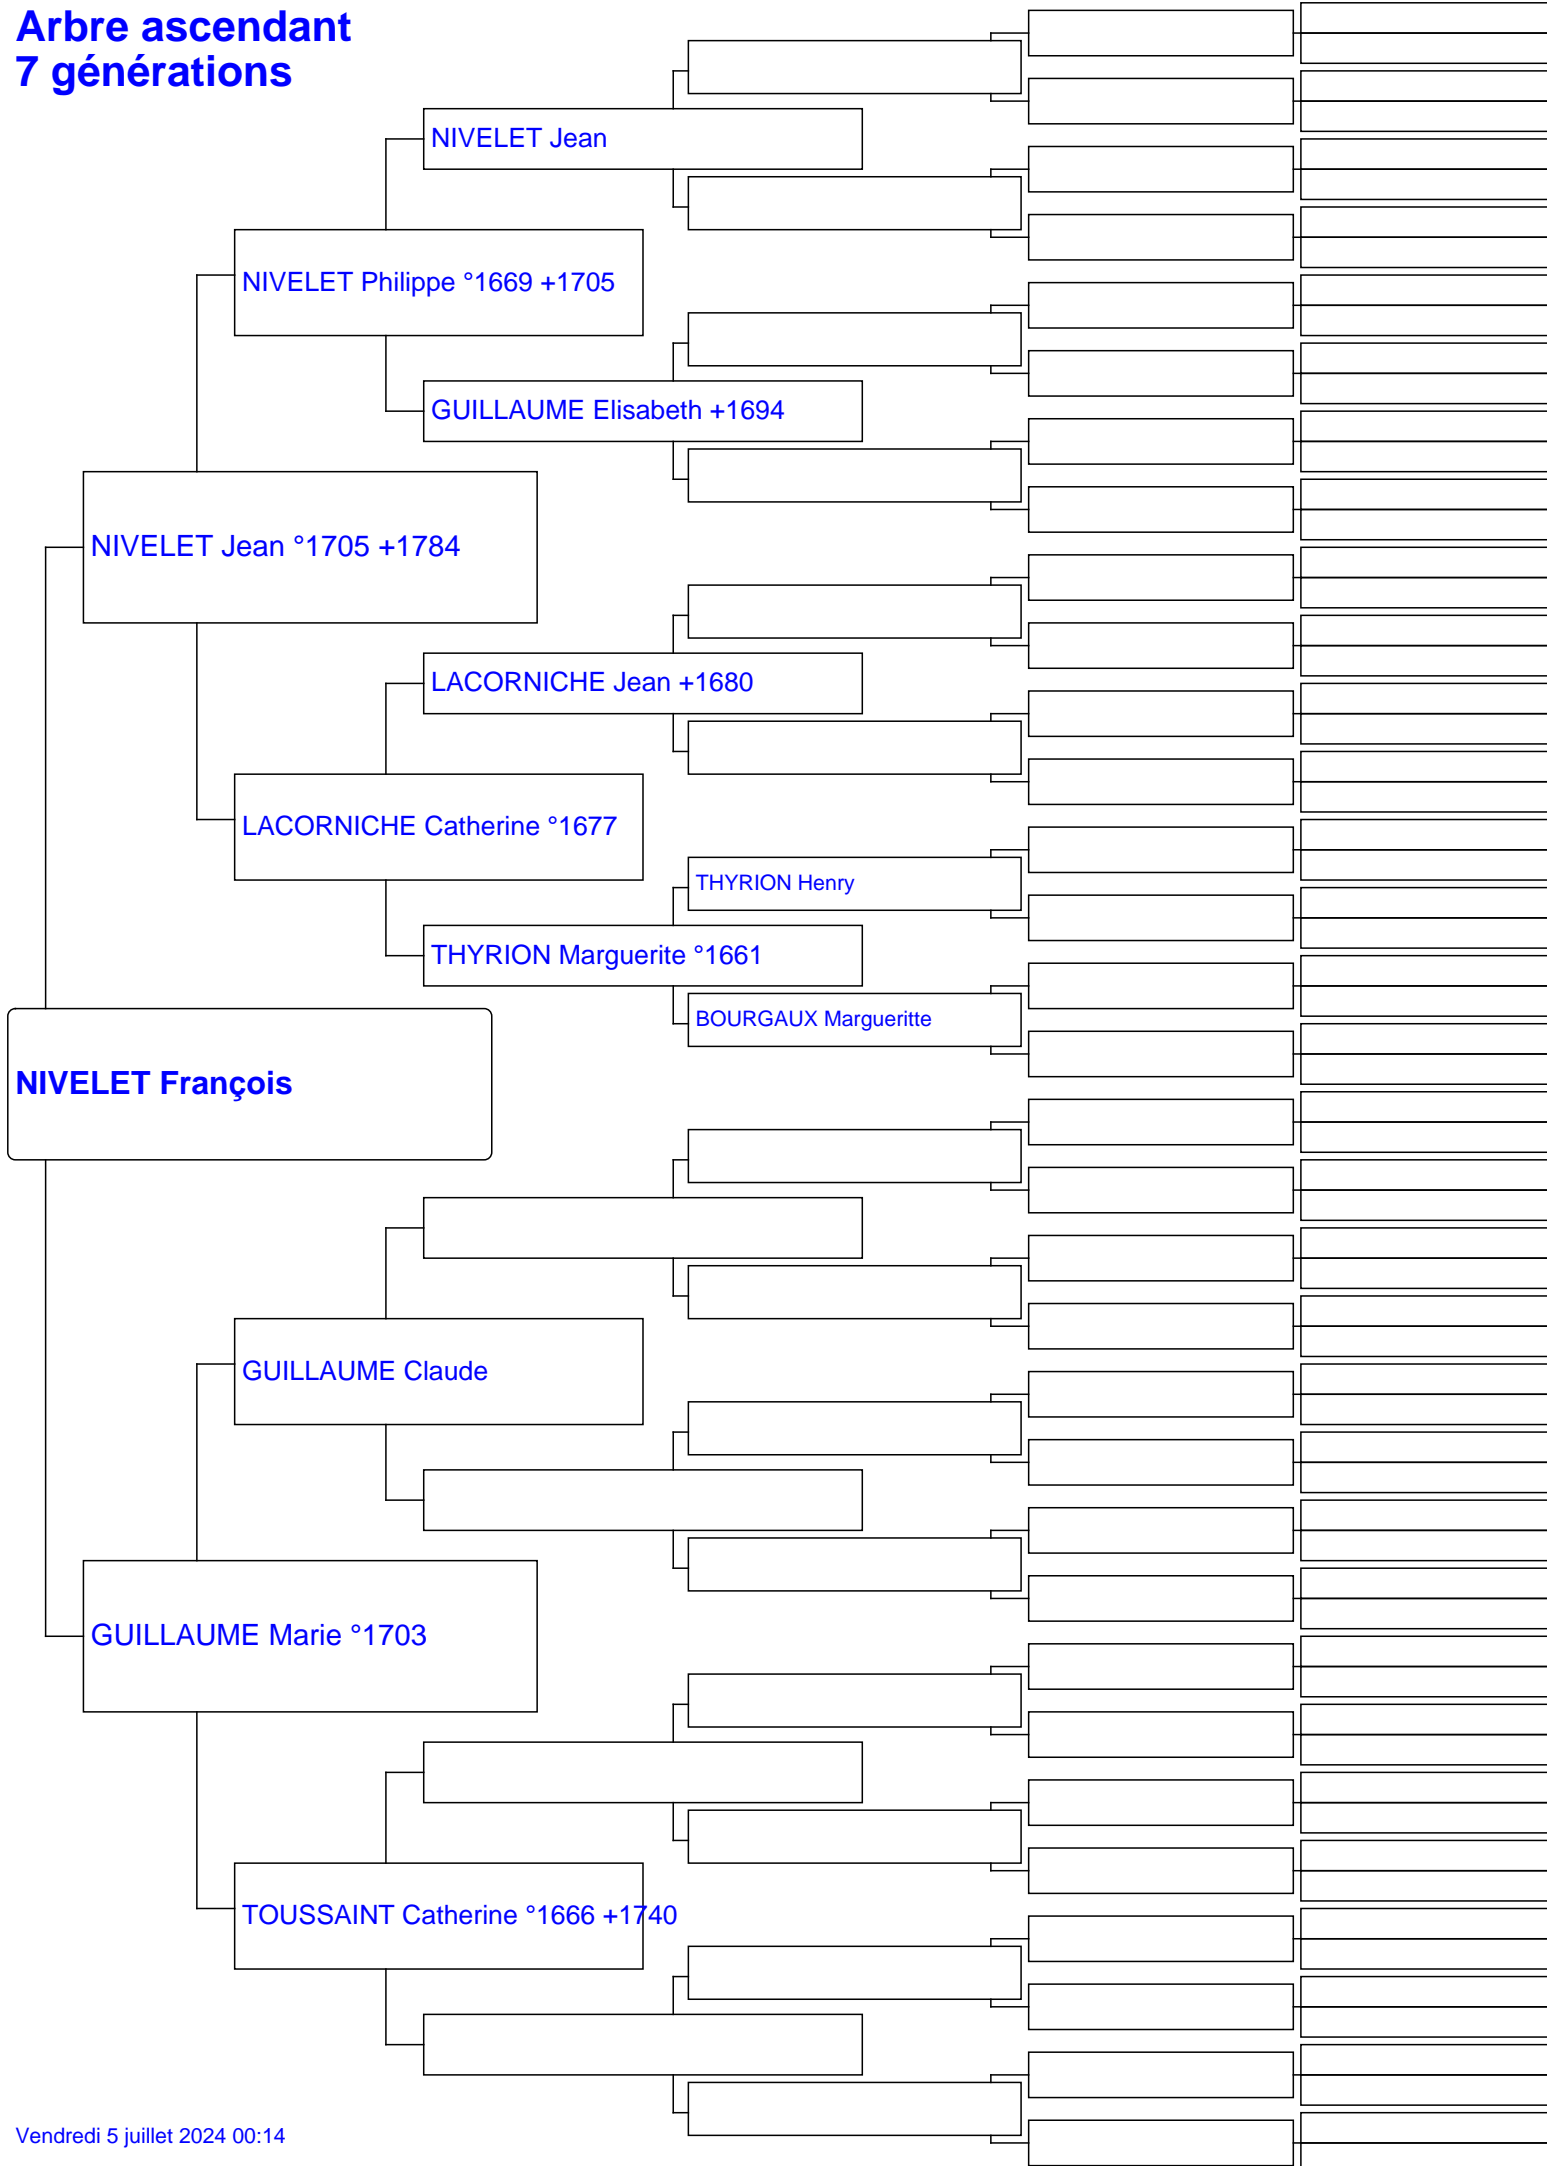 Arbre ascendant
7 générations
NIVELET Jean
NIVELET Philippe °1669 +1705
GUILLAUME Elisabeth +1694
NIVELET Jean °1705 +1784
LACORNICHE Jean +1680
LACORNICHE Catherine °1677
THYRION Henry
THYRION Marguerite °1661
BOURGAUX Margueritte
NIVELET François
GUILLAUME Claude
GUILLAUME Marie °1703
TOUSSAINT Catherine °1666 +1740
Vendredi 5 juillet 2024 00:14